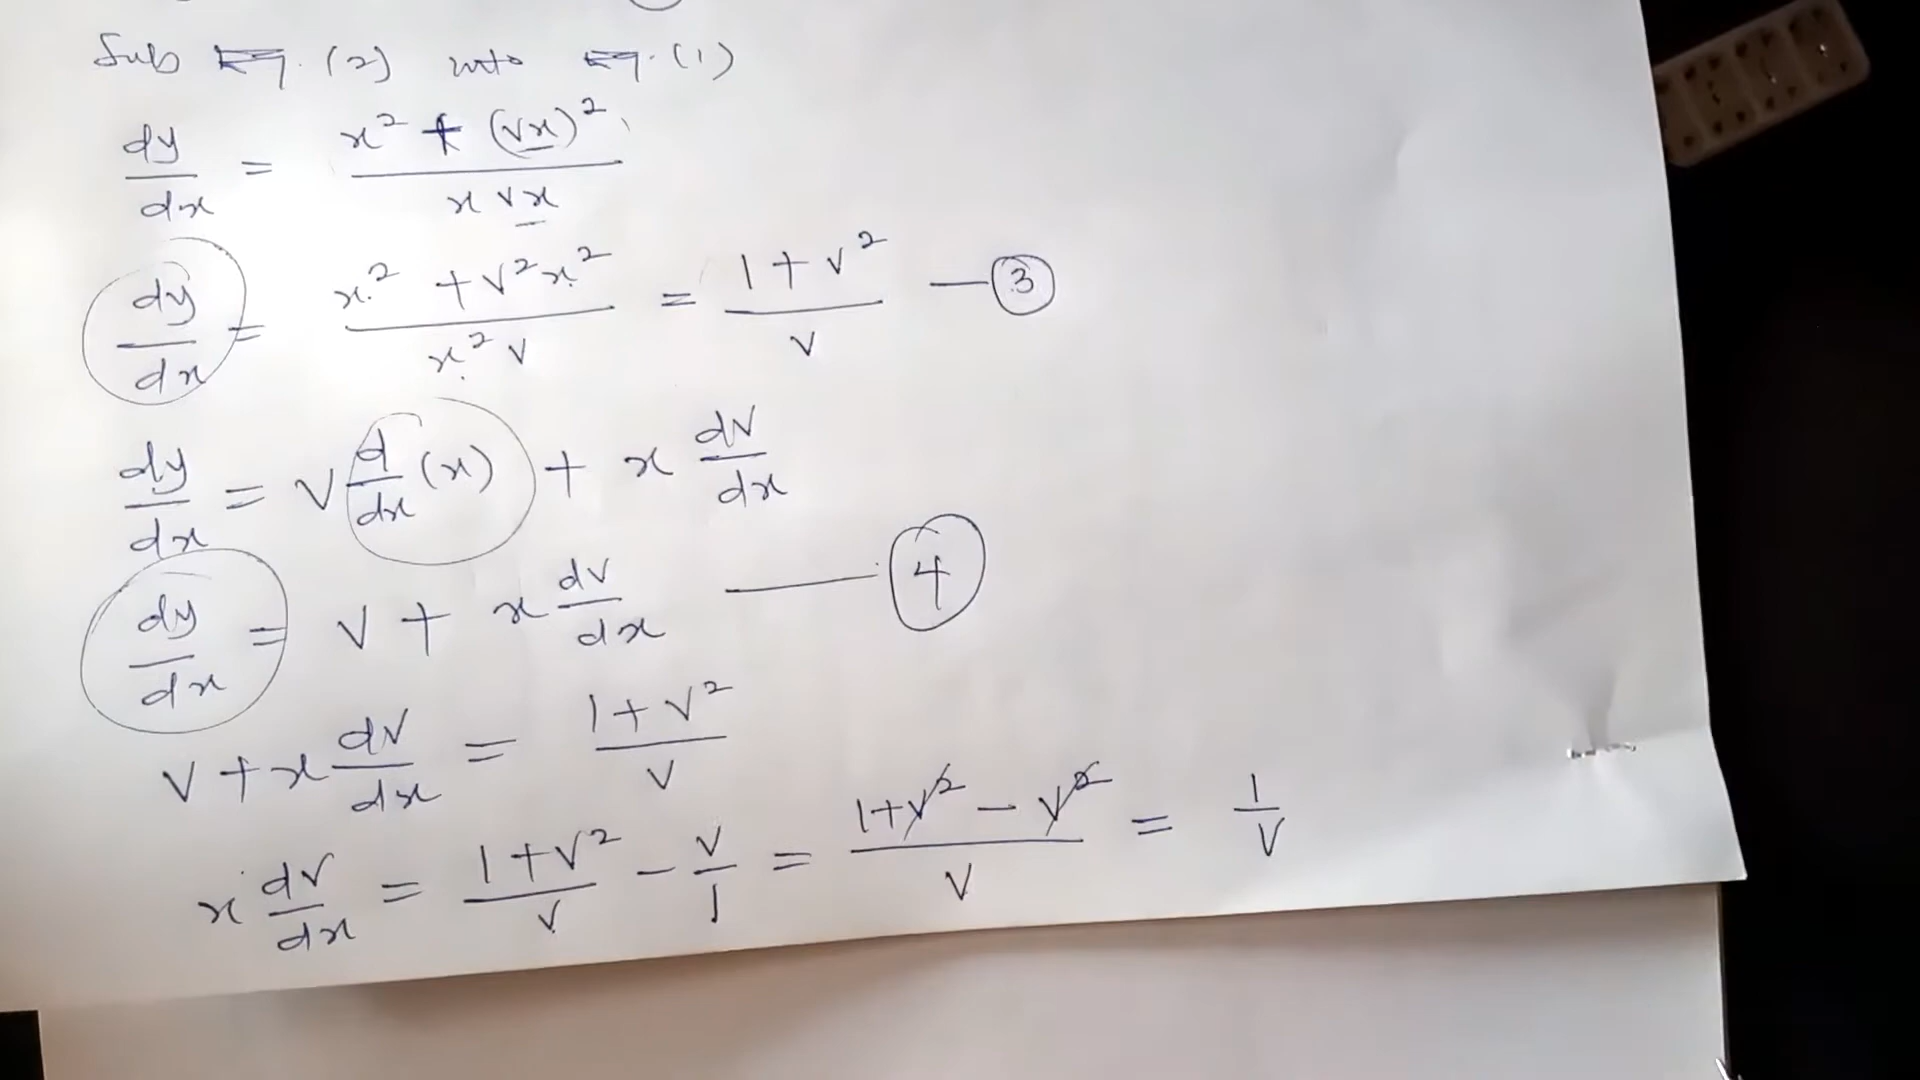 Sub Eq. (2) into Eq. (1)
dy/dx = (x² + (vx)²)/(x vx)
dy/dx = (x² + v²x²)/(x² v) = (1 + v²)/v — ③
dy/dx = v d/dx (x) + x dv/dx
dy/dx = v + x dv/dx — ④
v + x dv/dx = (1 + v²)/v
x dv/dx = (1 + v²)/v - v/1 = (1 + v² - v²)/v = 1/v